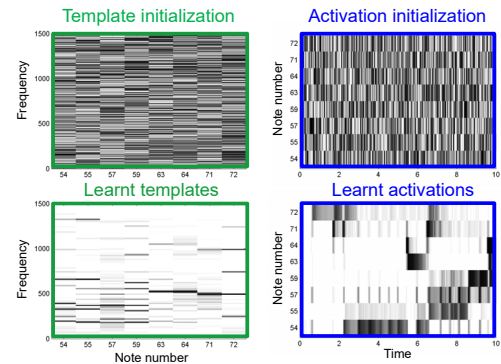 Template initialization
Activation initialization
Frequency
1500
1000
500
0
54 55 57 59 63 64 71 72
Note number
72
71
64
63
59
57
55
54
0 2 4 6 8 10
Learnt templates
Learnt activations
Frequency
1500
1000
500
0
54 55 57 59 63 64 71 72
Note number
Note number
72
71
64
63
59
57
55
54
0 2 4 6 8 10
Time